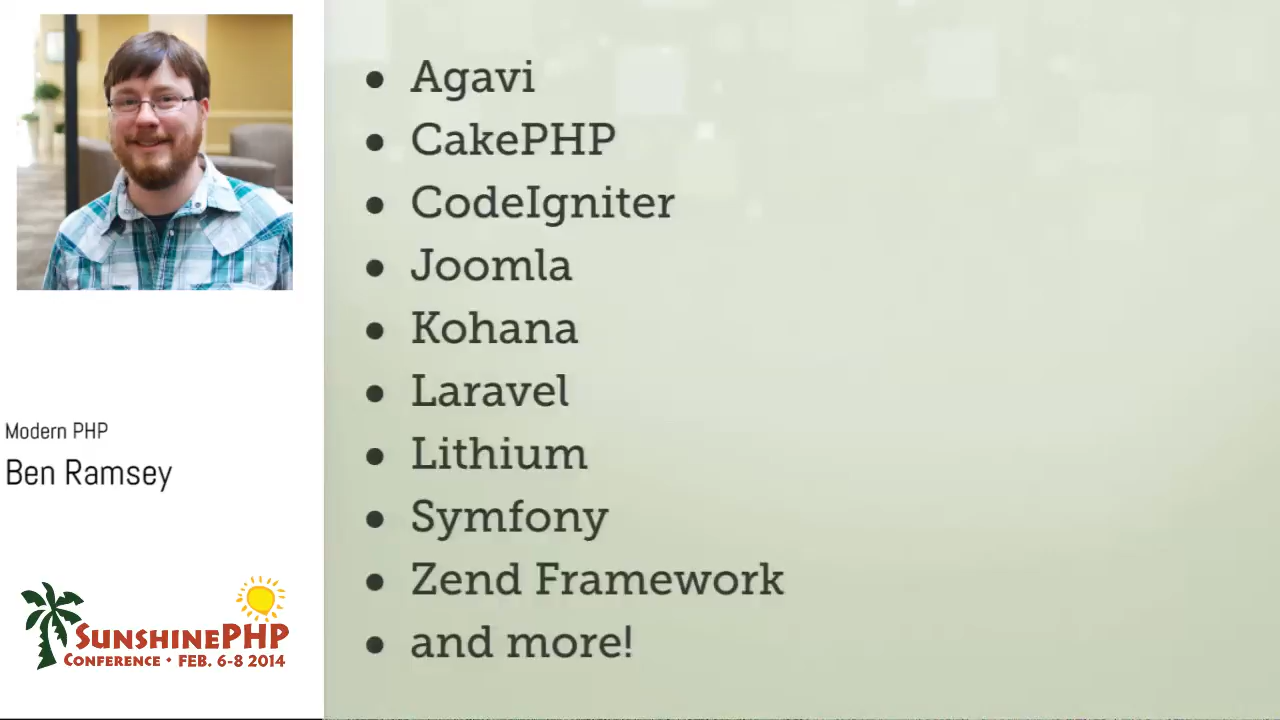 Modern PHP
Ben Ramsey
SUNSHINEPHP
CONFERENCE • FEB. 6-8 2014
• Agavi
• CakePHP
• CodeIgniter
• Joomla
• Kohana
• Laravel
• Lithium
• Symfony
• Zend Framework
• and more!